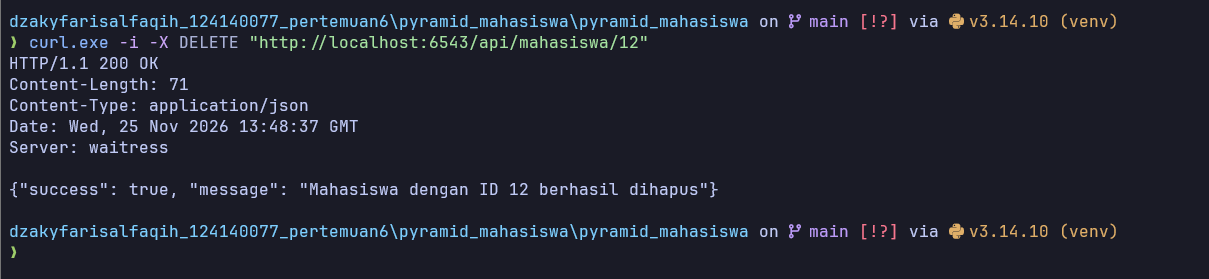 dzakyfarisalfaqih_124140077_pertemuan6\pyramid_mahasiswa\pyramid_mahasiswa on main [!?] via v3.14.10 (venv)
❯ curl.exe -i -X DELETE "http://localhost:6543/api/mahasiswa/12"
HTTP/1.1 200 OK
Content-Length: 71
Content-Type: application/json
Date: Wed, 25 Nov 2026 13:48:37 GMT
Server: waitress

{"success": true, "message": "Mahasiswa dengan ID 12 berhasil dihapus"}

dzakyfarisalfaqih_124140077_pertemuan6\pyramid_mahasiswa\pyramid_mahasiswa on main [!?] via v3.14.10 (venv)
❯